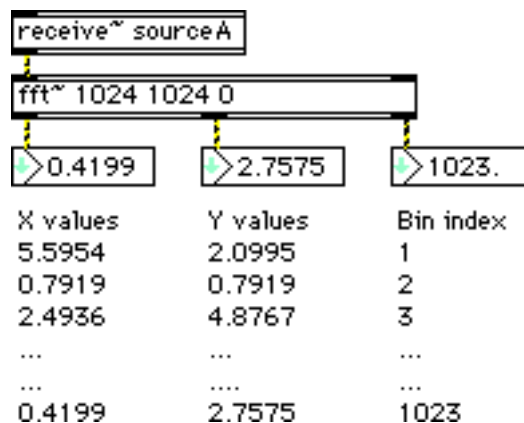 receive~ sourceA
fft~ 1024 1024 0
0.4199 2.7575 1023.
X values Y values Bin index
5.5954 2.0995 1
0.7919 0.7919 2
2.4936 4.8767 3
... ... ...
... .... ...
0.4199 2.7575 1023